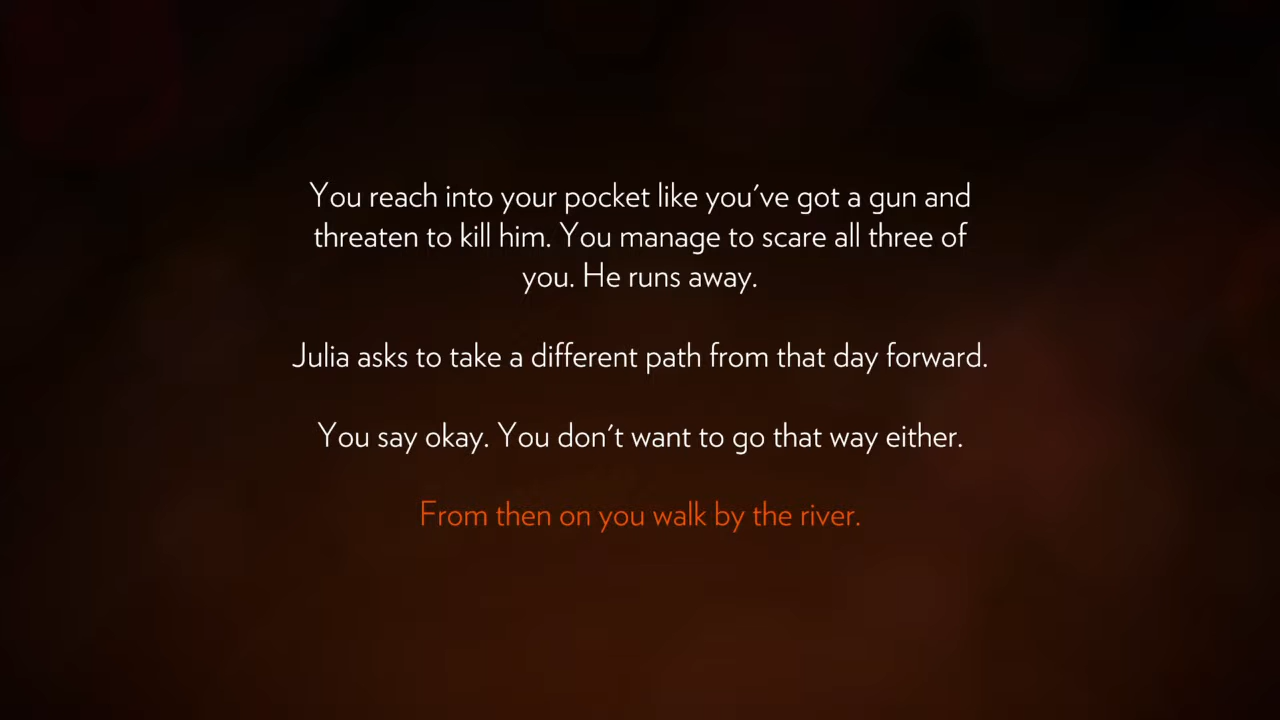 You reach into your pocket like you've got a gun and
threaten to kill him. You manage to scare all three of
you. He runs away.
Julia asks to take a different path from that day forward.
You say okay. You don't want to go that way either.
From then on you walk by the river.